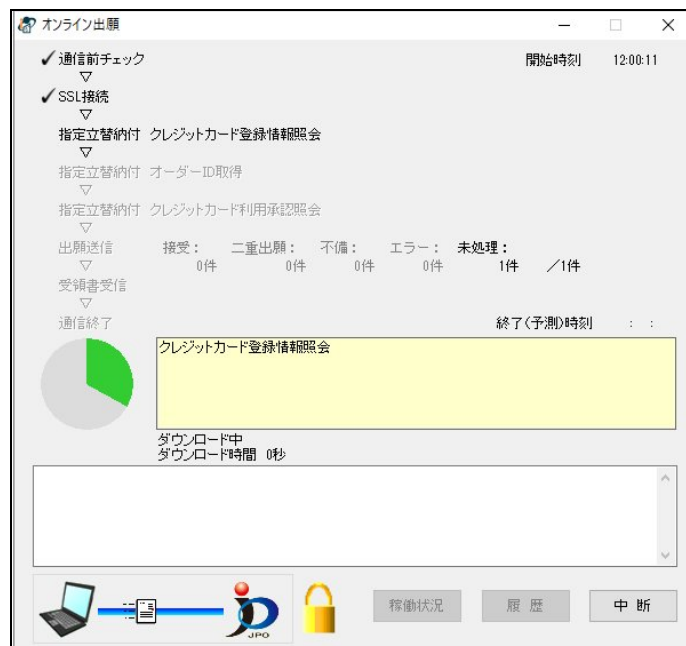 オンライン出願
通信前チェック 開始時刻 12:00:11
▽
SSL接続
▽
指定立替納付 クレジットカード登録情報照会
▽
指定立替納付 オーダーID取得
▽
指定立替納付 クレジットカード利用承認照会
▽
出願送信 接受： 二重出願： 不備： エラー： 未処理：
▽ 0件 0件 0件 0件 1件 ／1件
受領書受信
▽
通信終了 終了(予測)時刻 ： ：
クレジットカード登録情報照会
ダウンロード中
ダウンロード時間 0秒
JPO
稼働状況 履 歴 中 断